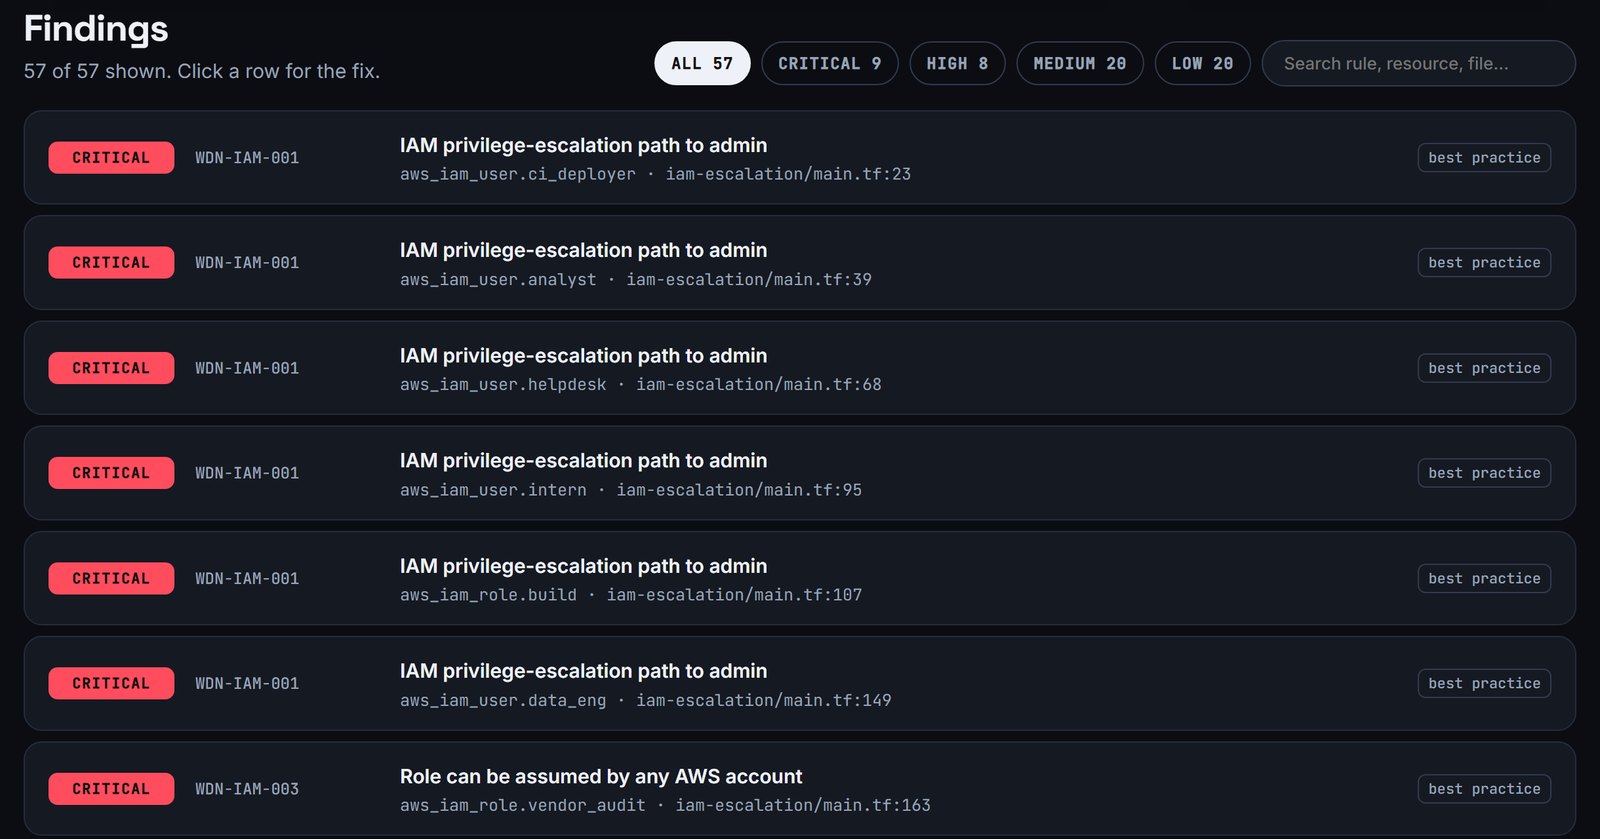 Findings
57 of 57 shown. Click a row for the fix.
ALL 57
CRITICAL 9
HIGH 8
MEDIUM 20
LOW 20
Search rule, resource, file...
CRITICAL
WDN-IAM-001
IAM privilege-escalation path to admin
aws_iam_user.ci_deployer · iam-escalation/main.tf:23
best practice
CRITICAL
WDN-IAM-001
IAM privilege-escalation path to admin
aws_iam_user.analyst · iam-escalation/main.tf:39
best practice
CRITICAL
WDN-IAM-001
IAM privilege-escalation path to admin
aws_iam_user.helpdesk · iam-escalation/main.tf:68
best practice
CRITICAL
WDN-IAM-001
IAM privilege-escalation path to admin
aws_iam_user.intern · iam-escalation/main.tf:95
best practice
CRITICAL
WDN-IAM-001
IAM privilege-escalation path to admin
aws_iam_role.build · iam-escalation/main.tf:107
best practice
CRITICAL
WDN-IAM-001
IAM privilege-escalation path to admin
aws_iam_user.data_eng · iam-escalation/main.tf:149
best practice
CRITICAL
WDN-IAM-003
Role can be assumed by any AWS account
aws_iam_role.vendor_audit · iam-escalation/main.tf:163
best practice